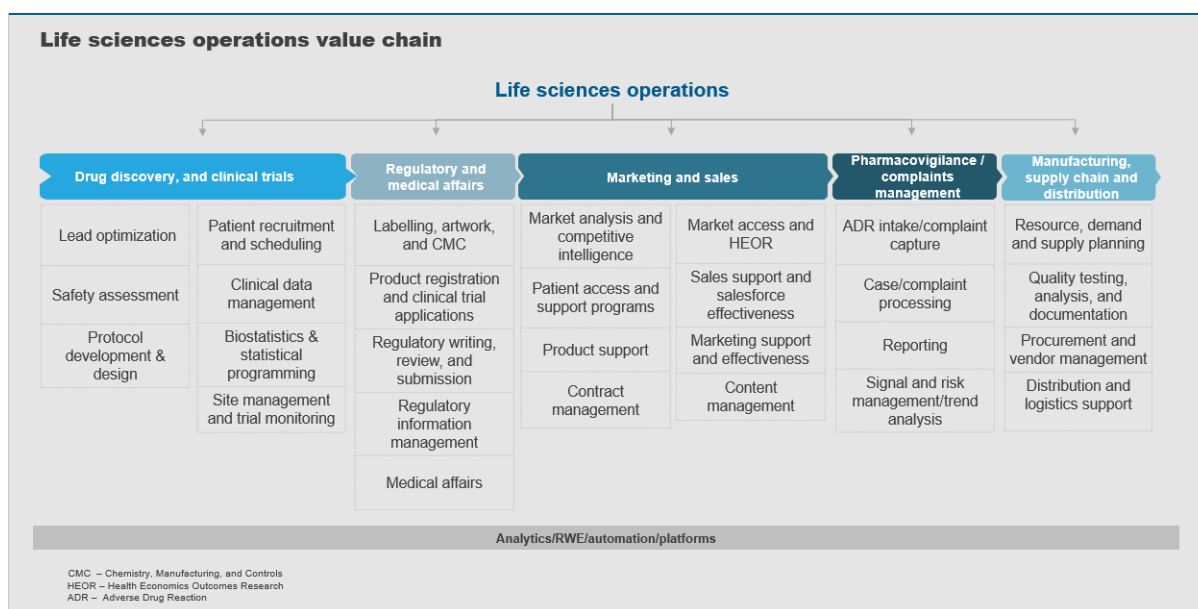 Life sciences operations value chain
Life sciences operations
Drug discovery, and clinical trials
Regulatory and
medical affairs
Marketing and sales
Pharmacovigilance /
complaints
management
Manufacturing,
supply chain and
distribution
Lead optimization
Safety assessment
Protocol
development &
design
Patient recruitment
and scheduling
Clinical data
management
Biostatistics &
statistical
programming
Site management
and trial monitoring
Labelling, artwork,
and CMC
Product registration
and clinical trial
applications
Regulatory writing,
review, and
submission
Regulatory
information
management
Medical affairs
Market analysis and
competitive
intelligence
Patient access and
support programs
Product support
Contract
management
Market access and
HEOR
Sales support and
salesforce
effectiveness
Marketing support
and effectiveness
Content
management
ADR intake/complaint
capture
Case/complaint
processing
Reporting
Signal and risk
management/trend
analysis
Resource, demand
and supply planning
Quality testing,
analysis, and
documentation
Procurement and
vendor management
Distribution and
logistics support
Analytics/RWE/automation/platforms
CMC – Chemistry, Manufacturing, and Controls
HEOR – Health Economics Outcomes Research
ADR – Adverse Drug Reaction